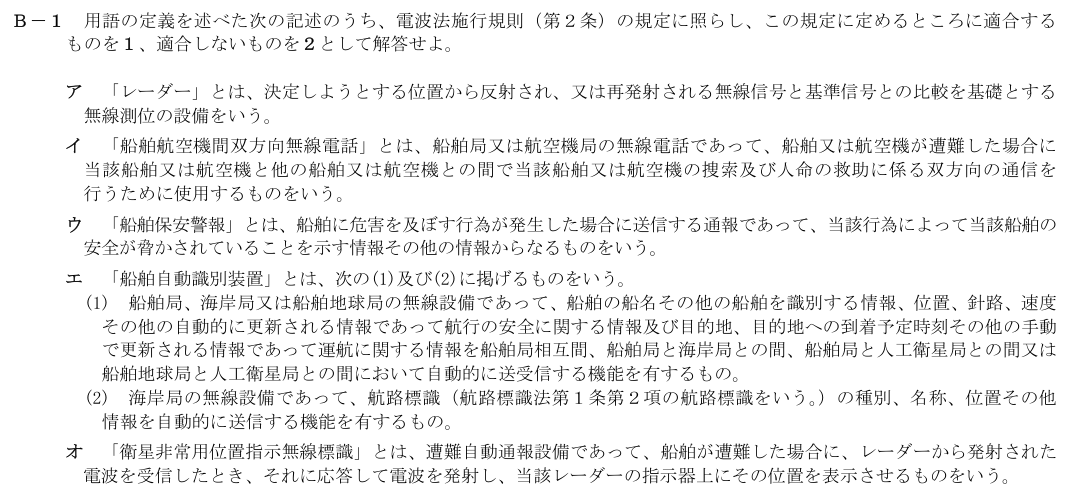 Ｂ－１　用語の定義を述べた次の記述のうち、電波法施行規則（第２条）の規定に照らし、この規定に定めるところに適合する
ものを１、適合しないものを２として解答せよ。
ア　「レーダー」とは、決定しようとする位置から反射され、又は再発射される無線信号と基準信号との比較を基礎とする
無線測位の設備をいう。
イ　「船舶航空機間双方向無線電話」とは、船舶局又は航空機局の無線電話であって、船舶又は航空機が遭難した場合に
当該船舶又は航空機と他の船舶又は航空機との間で当該船舶又は航空機の捜索及び人命の救助に係る双方向の通信を
行うために使用するものをいう。
ウ　「船舶保安警報」とは、船舶に危害を及ぼす行為が発生した場合に送信する通報であって、当該行為によって当該船舶の
安全が脅かされていることを示す情報その他の情報からなるものをいう。
エ　「船舶自動識別装置」とは、次の(1)及び(2)に掲げるものをいう。
(1)　船舶局、海岸局又は船舶地球局の無線設備であって、船舶の船名その他の船舶を識別する情報、位置、針路、速度
その他の自動的に更新される情報であって航行の安全に関する情報及び目的地、目的地への到着予定時刻その他の手動
で更新される情報であって運航に関する情報を船舶局相互間、船舶局と海岸局との間、船舶局と人工衛星局との間又は
船舶地球局と人工衛星局との間において自動的に送受信する機能を有するもの。
(2)　海岸局の無線設備であって、航路標識（航路標識法第１条第２項の航路標識をいう。）の種別、名称、位置その他
情報を自動的に送信する機能を有するもの。
オ　「衛星非常用位置指示無線標識」とは、遭難自動通報設備であって、船舶が遭難した場合に、レーダーから発射された
電波を受信したとき、それに応答して電波を発射し、当該レーダーの指示器上にその位置を表示させるものをいう。